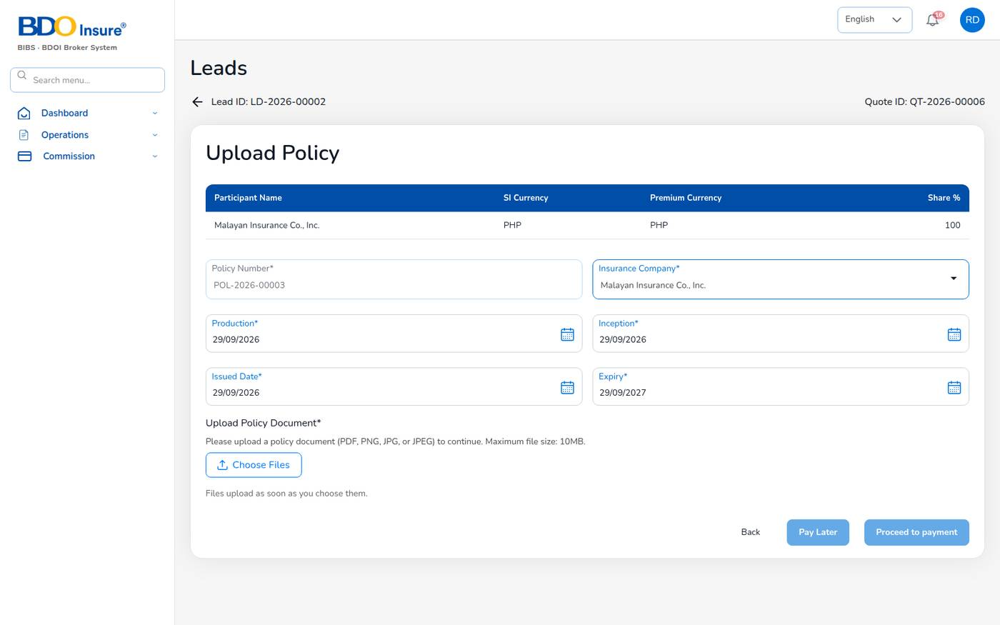 BDO Insure®
BIBS · BDOI Broker System
English
16
RD
Search menu...
Dashboard
Operations
Commission
Leads
Lead ID: LD-2026-00002
Quote ID: QT-2026-00006
Upload Policy
Participant Name SI Currency Premium Currency Share %
Malayan Insurance Co., Inc. PHP PHP 100
Policy Number*
POL-2026-00003
Insurance Company*
Malayan Insurance Co., Inc.
Production*
29/09/2026
Inception*
29/09/2026
Issued Date*
29/09/2026
Expiry*
29/09/2027
Upload Policy Document*
Please upload a policy document (PDF, PNG, JPG, or JPEG) to continue. Maximum file size: 10MB.
Choose Files
Files upload as soon as you choose them.
Back
Pay Later
Proceed to payment